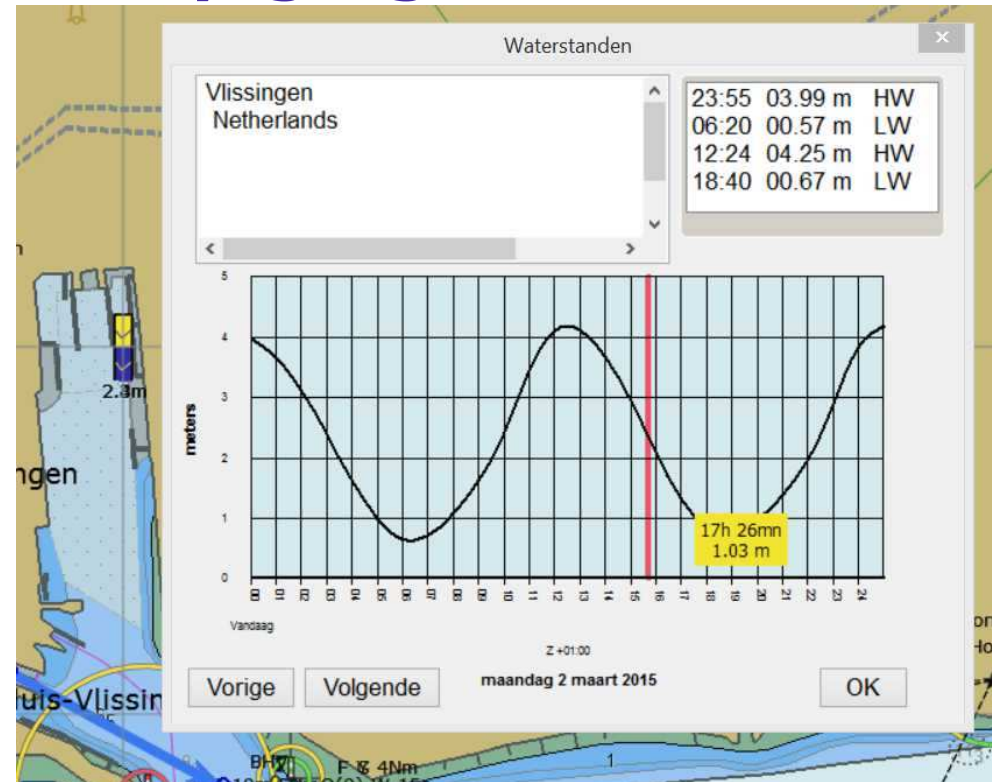 Waterstanden
Vlissingen
Netherlands
23:55 03.99 m HW
06:20 00.57 m LW
12:24 04.25 m HW
18:40 00.67 m LW
5
4
3
2
1
0
meters
17h 26mn
1.03 m
00 01 02 03 04 05 06 07 08 09 10 11 12 13 14 15 16 17 18 19 20 21 22 23 24
Vandaag
Z +01:00
maandag 2 maart 2015
Vorige
Volgende
OK
ngen
uis-Vlissin
F
4Nm
1